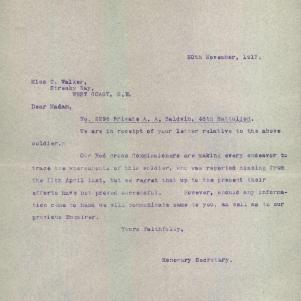 30th November, 1917.
Miss T. Walker,
Streaky Bay,
WEST COAST, S.A.
Dear Madam,
No. 2296 Private A. A. Baldwin, 48th Battalion.
We are in receipt of your letter relative to the above
soldier.
Our Red Cross Commissioners are making every endeavor to
trace the whereabouts of this soldier, who was reported missing from
the 11th April last, but we regret that up to the present their
efforts have not proved successful. However, should any informa-
tion come to hand we will communicate same to you, as well as to our
previous Enquirer.
Yours faithfully,
Honorary Secretary.